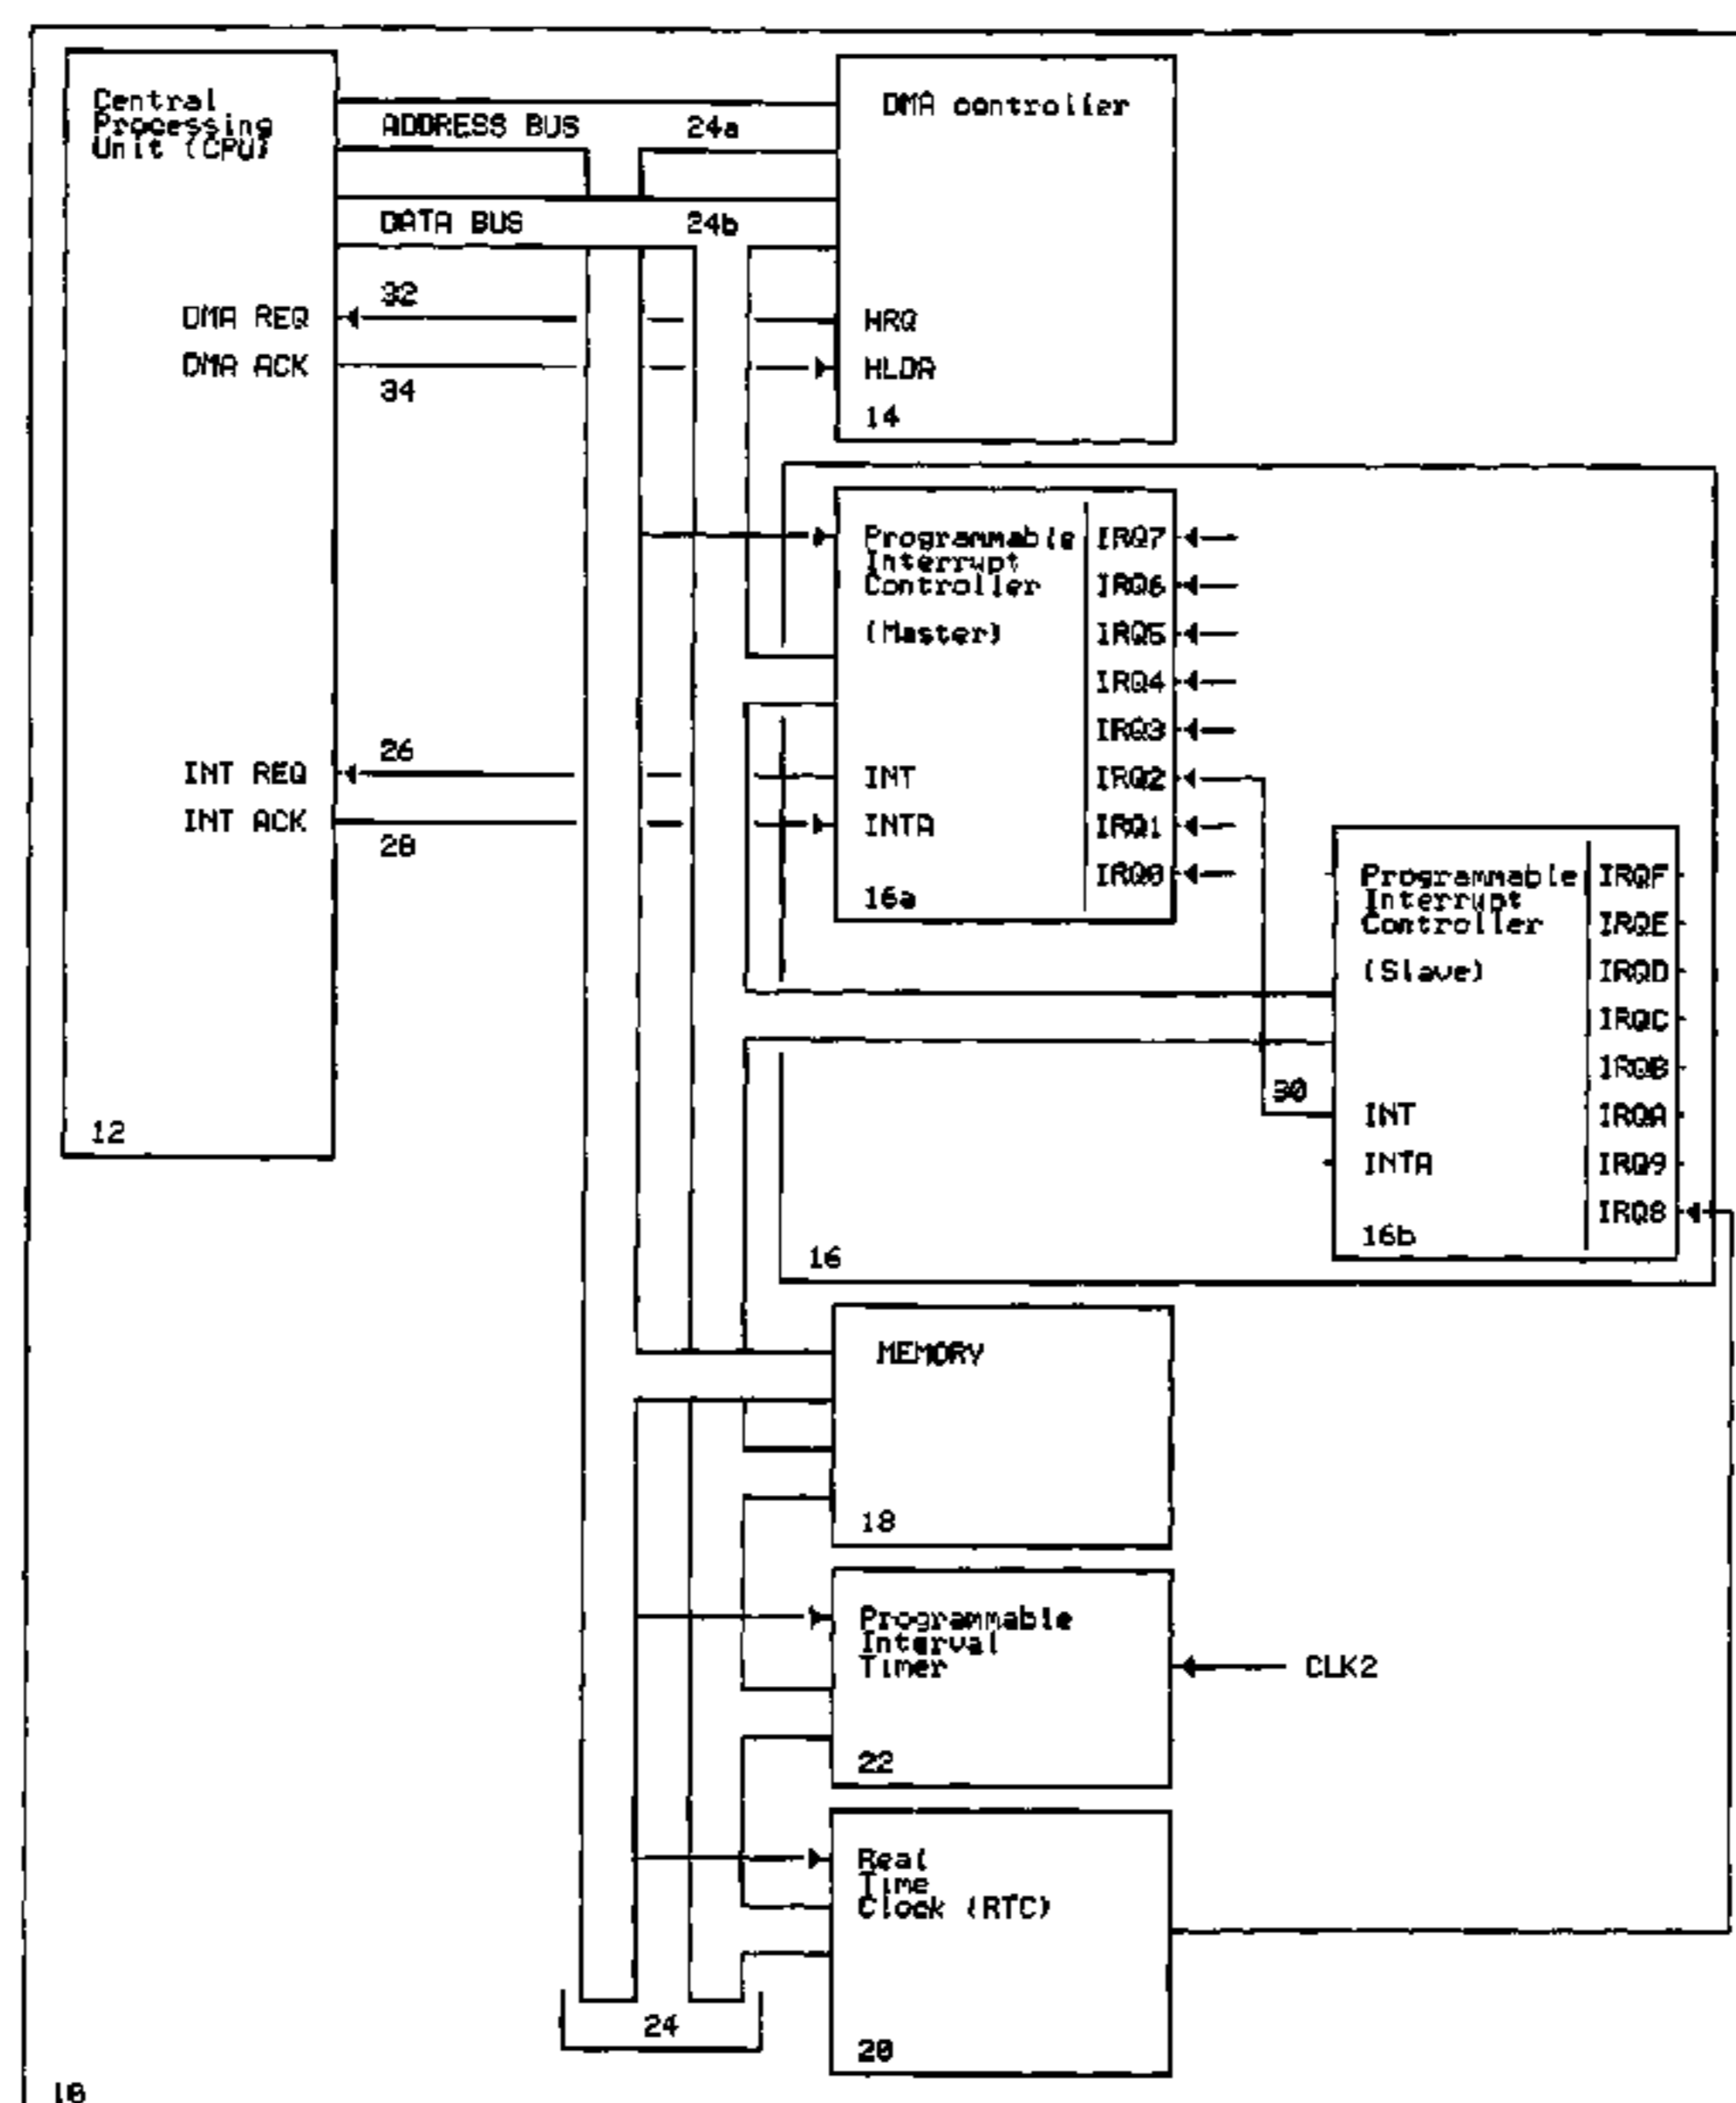 Central
Processing
Unit (CPU)
ADDRESS BUS 24a
DATA BUS 24b
DMA controller
32
DMA REQ
DMA ACK
34
HRQ
HLDA
14
Programmable
Interrupt
Controller
(Master)
IRQ7
IRQ6
IRQ5
IRQ4
IRQ3
IRQ2
IRQ1
IRQ0
INT
INTA
16a
26
INT REQ
INT ACK
28
12
Programmable
Interrupt
Controller
(Slave)
IRQF
IRQE
IRQD
IRQC
IRQB
IRQA
IRQ9
IRQ8
30
INT
INTA
16b
16
MEMORY
18
Programmable
Interval
Timer
CLK2
22
Real
Time
Clock (RTC)
20
24
10